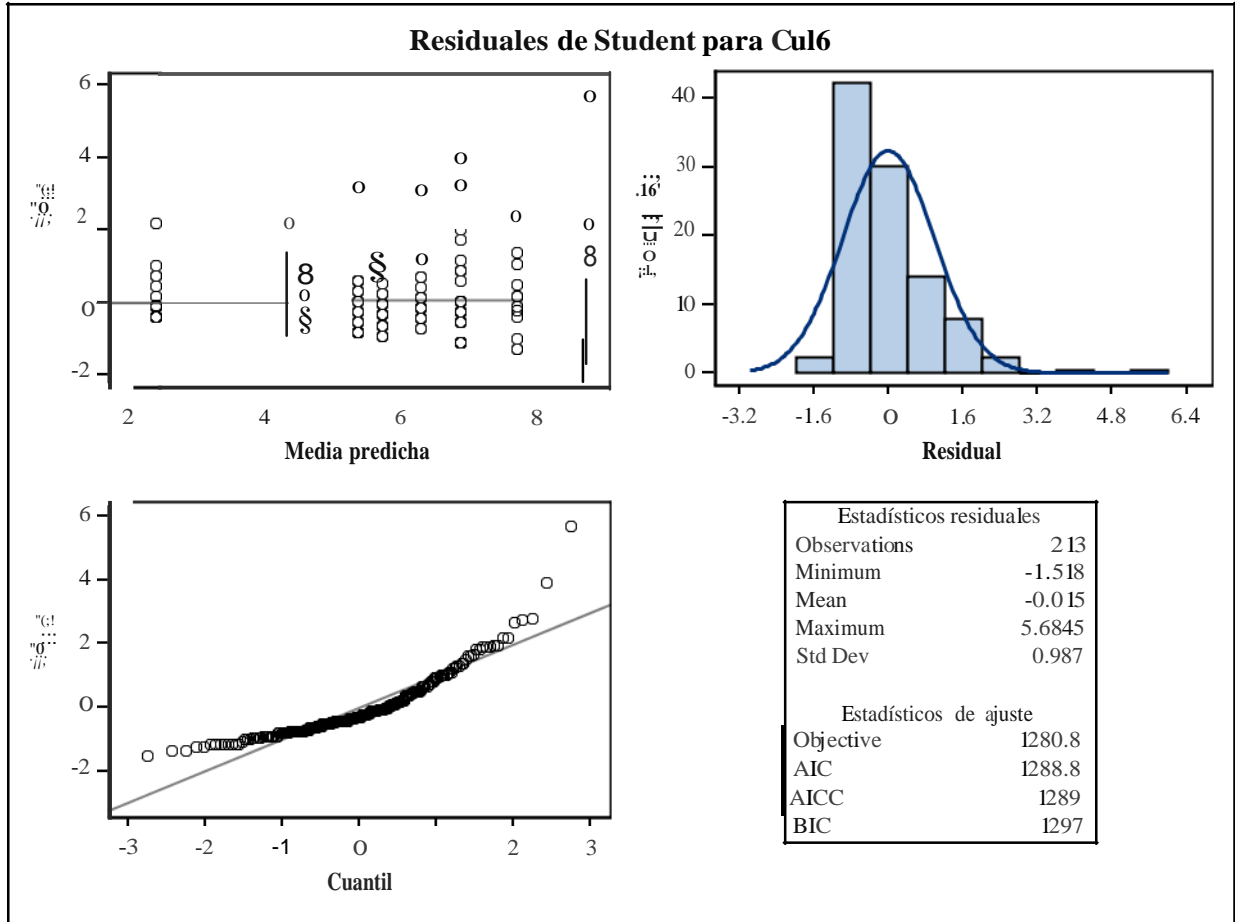 Residuales de Student para Cul6
6
4
2
0
-2
2
4
6
8
Media predicha
40
30
20
10
0
-3.2
-1.6
O
1.6
3.2
4.8
6.4
Residual
6
4
2
O
-2
-3
-2
-1
O
2
3
Cuantil
Estadísticos residuales
Observations 213
Minimum -1.518
Mean -0.015
Maximum 5.6845
Std Dev 0.987
Estadísticos de ajuste
Objective 1280.8
AIC 1288.8
AICC 1289
BIC 1297